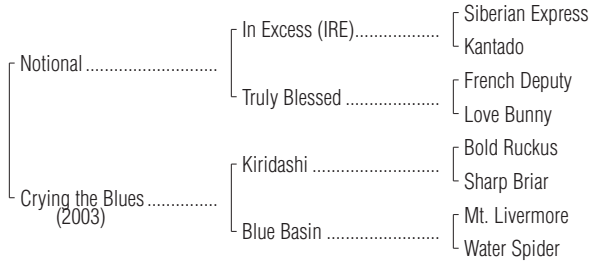 Siberian Express
In Excess (IRE)....................
Kantado
Notional ..............................
French Deputy
Truly Blessed ......................
Love Bunny
Bold Ruckus
Kiridashi ..............................
Sharp Briar
Crying the Blues ................
(2003)
Mt. Livermore
Blue Basin ...........................
Water Spider